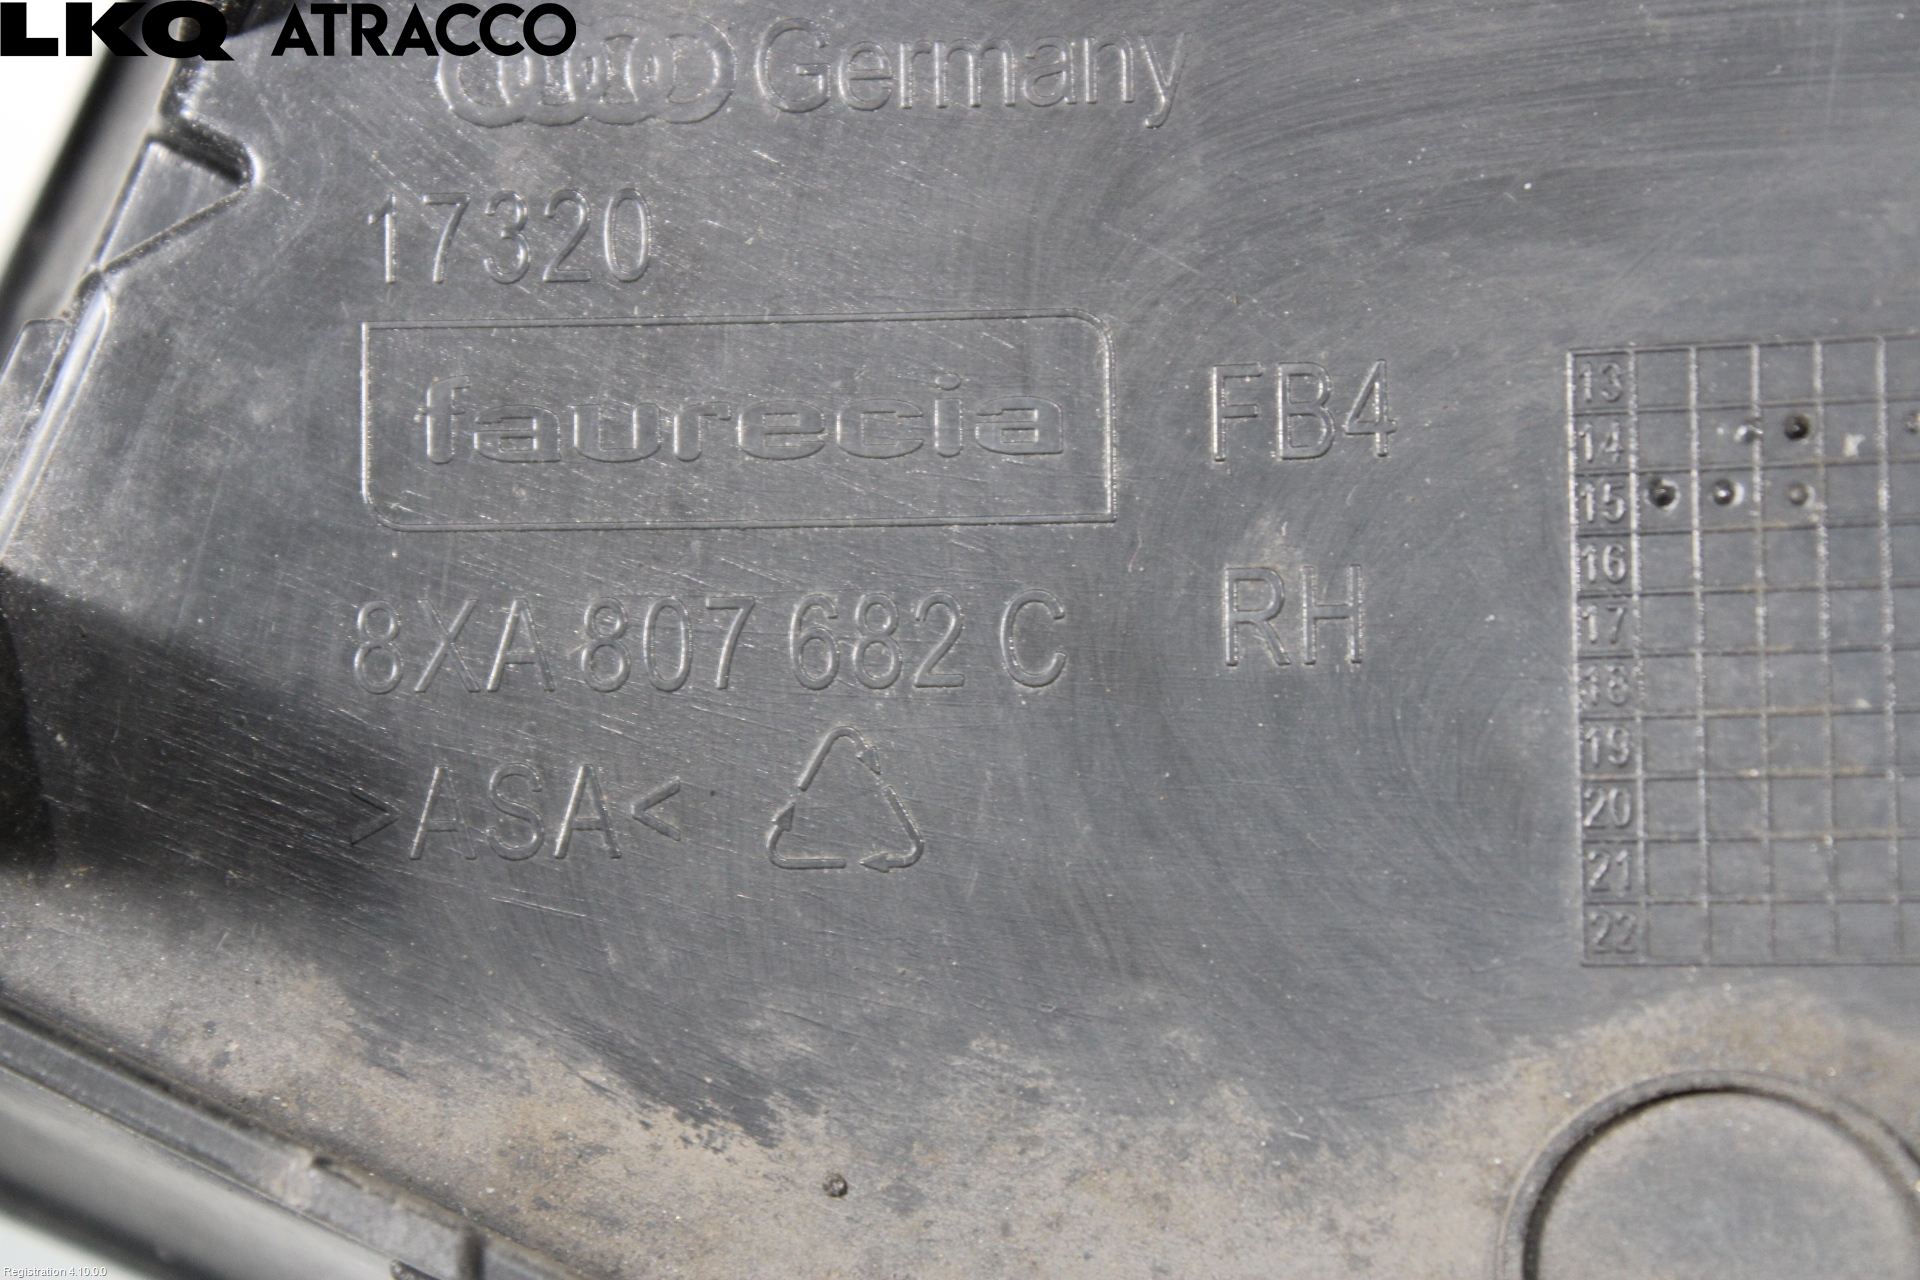 LKQ ATRACCO
Germany
17320
faurecia FB4
8XA 807 682 C RH
>ASA<
13
14
15
16
17
18
19
20
21
22
Registration 4.10.0.0